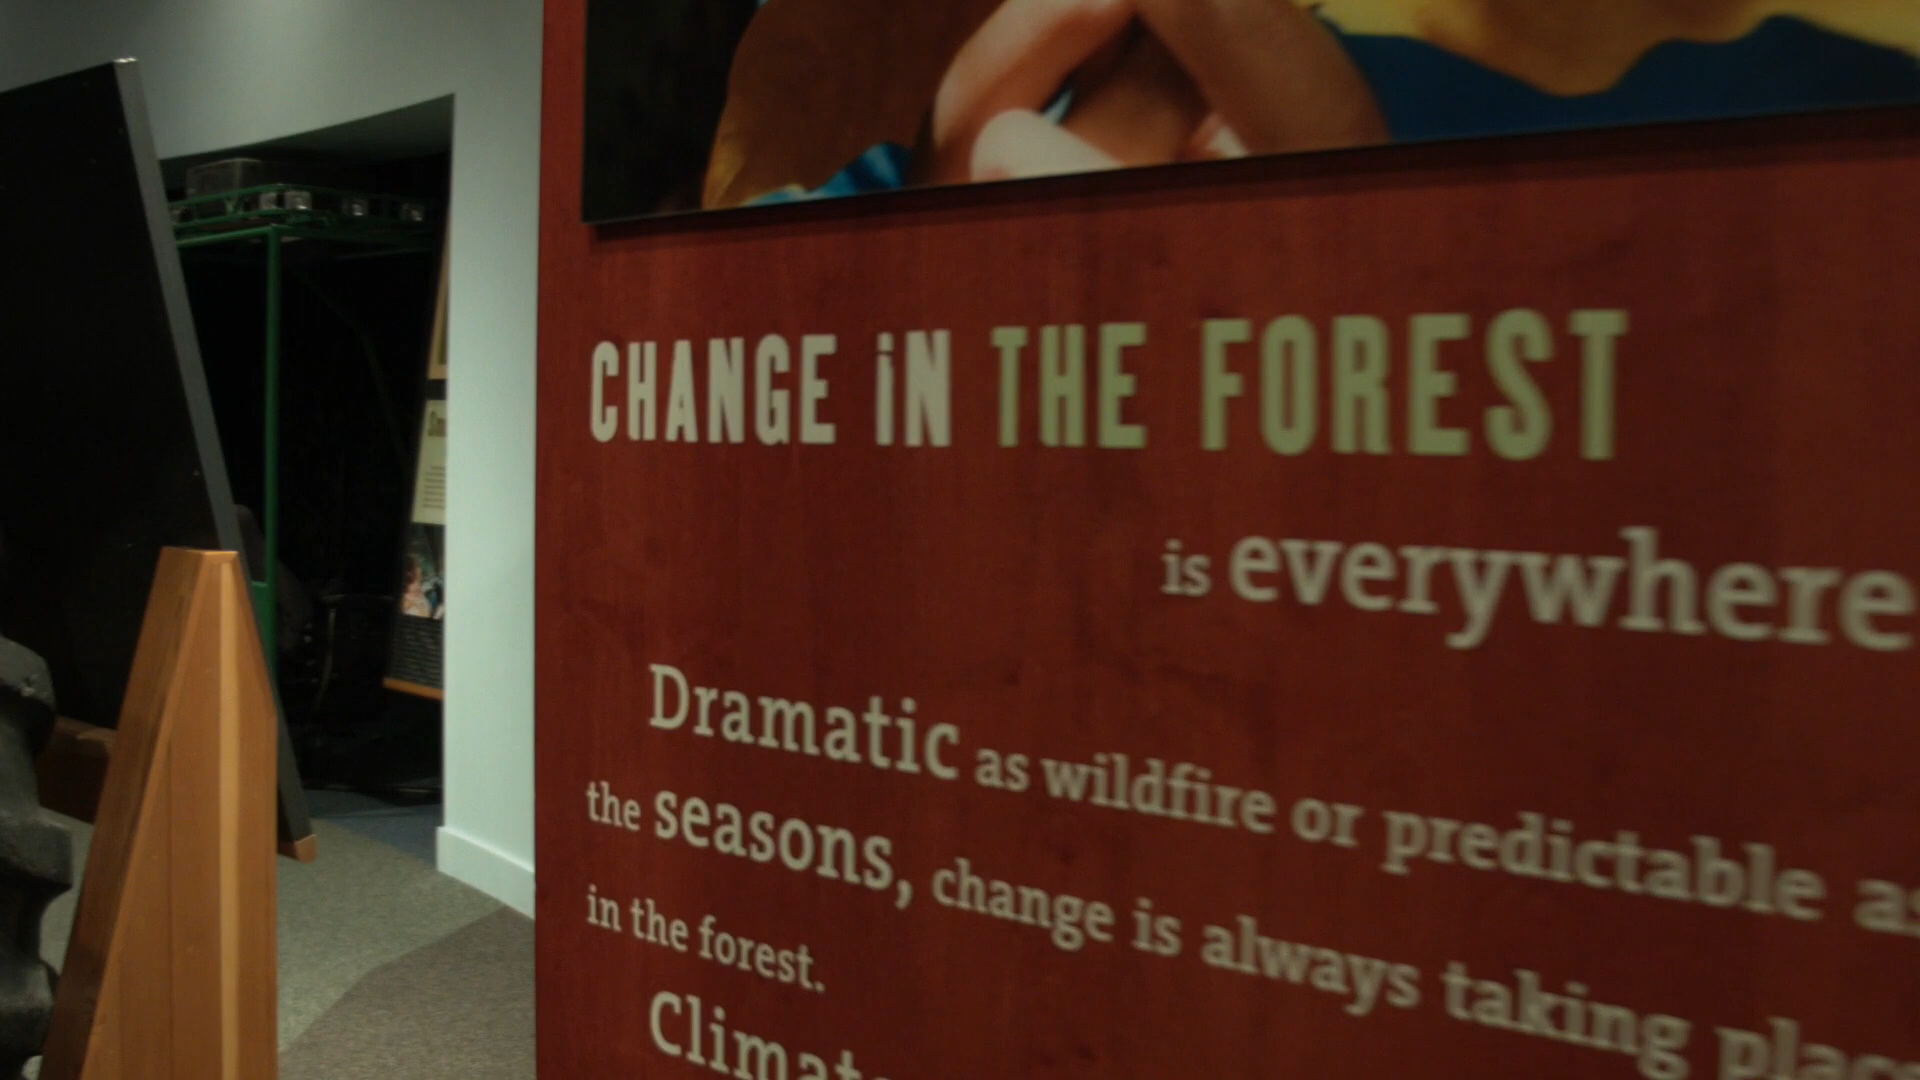 CHANGE iN THE FOREST
is everywhere
Dramatic as wildfire or predictable as
the seasons, change is always taking place
in the forest.